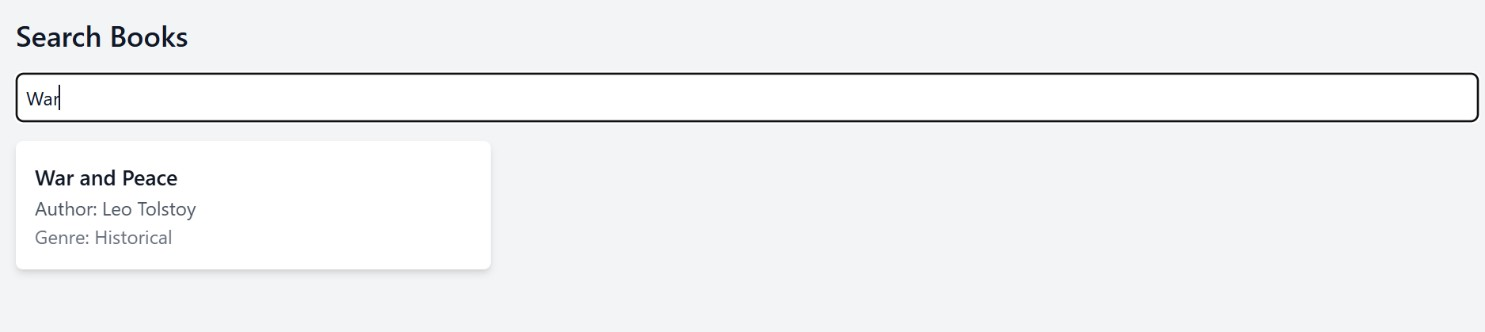 Search Books
War
War and Peace
Author: Leo Tolstoy
Genre: Historical